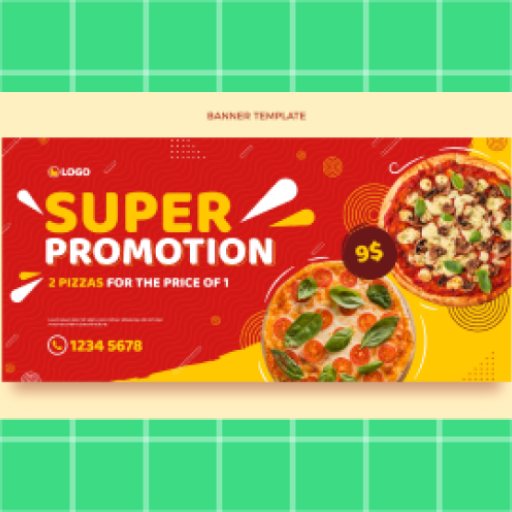 BANNER TEMPLATE
LOGO
SUPER
PROMOTION
9$
2 PIZZAS FOR THE PRICE OF 1
1234 5678